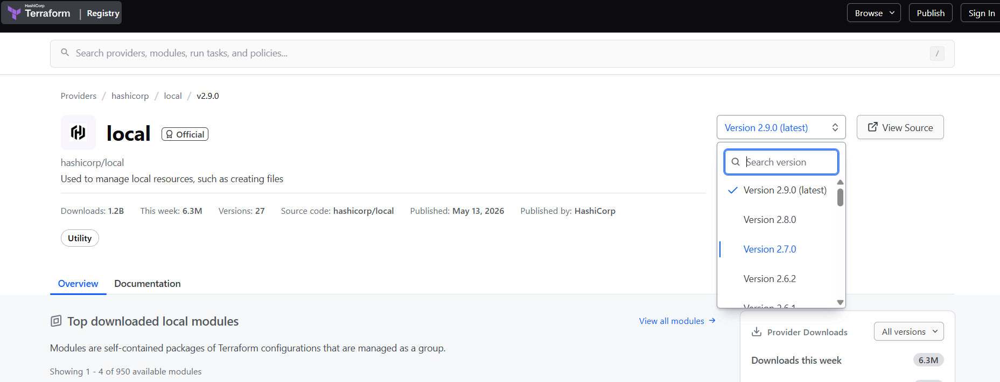 HashiCorp
Terraform | Registry
Browse
Publish
Sign In
Search providers, modules, run tasks, and policies...
/
Providers / hashicorp / local / v2.9.0
local
Official
Version 2.9.0 (latest)
View Source
hashicorp/local
Used to manage local resources, such as creating files
Search version
Version 2.9.0 (latest)
Version 2.8.0
Version 2.7.0
Version 2.6.2
Version 2.6.1
Downloads: 1.2B
This week: 6.3M
Versions: 27
Source code: hashicorp/local
Published: May 13, 2026
Published by: HashiCorp
Utility
Overview
Documentation
Top downloaded local modules
View all modules
Modules are self-contained packages of Terraform configurations that are managed as a group.
Showing 1 - 4 of 950 available modules
Provider Downloads
All versions
Downloads this week
6.3M